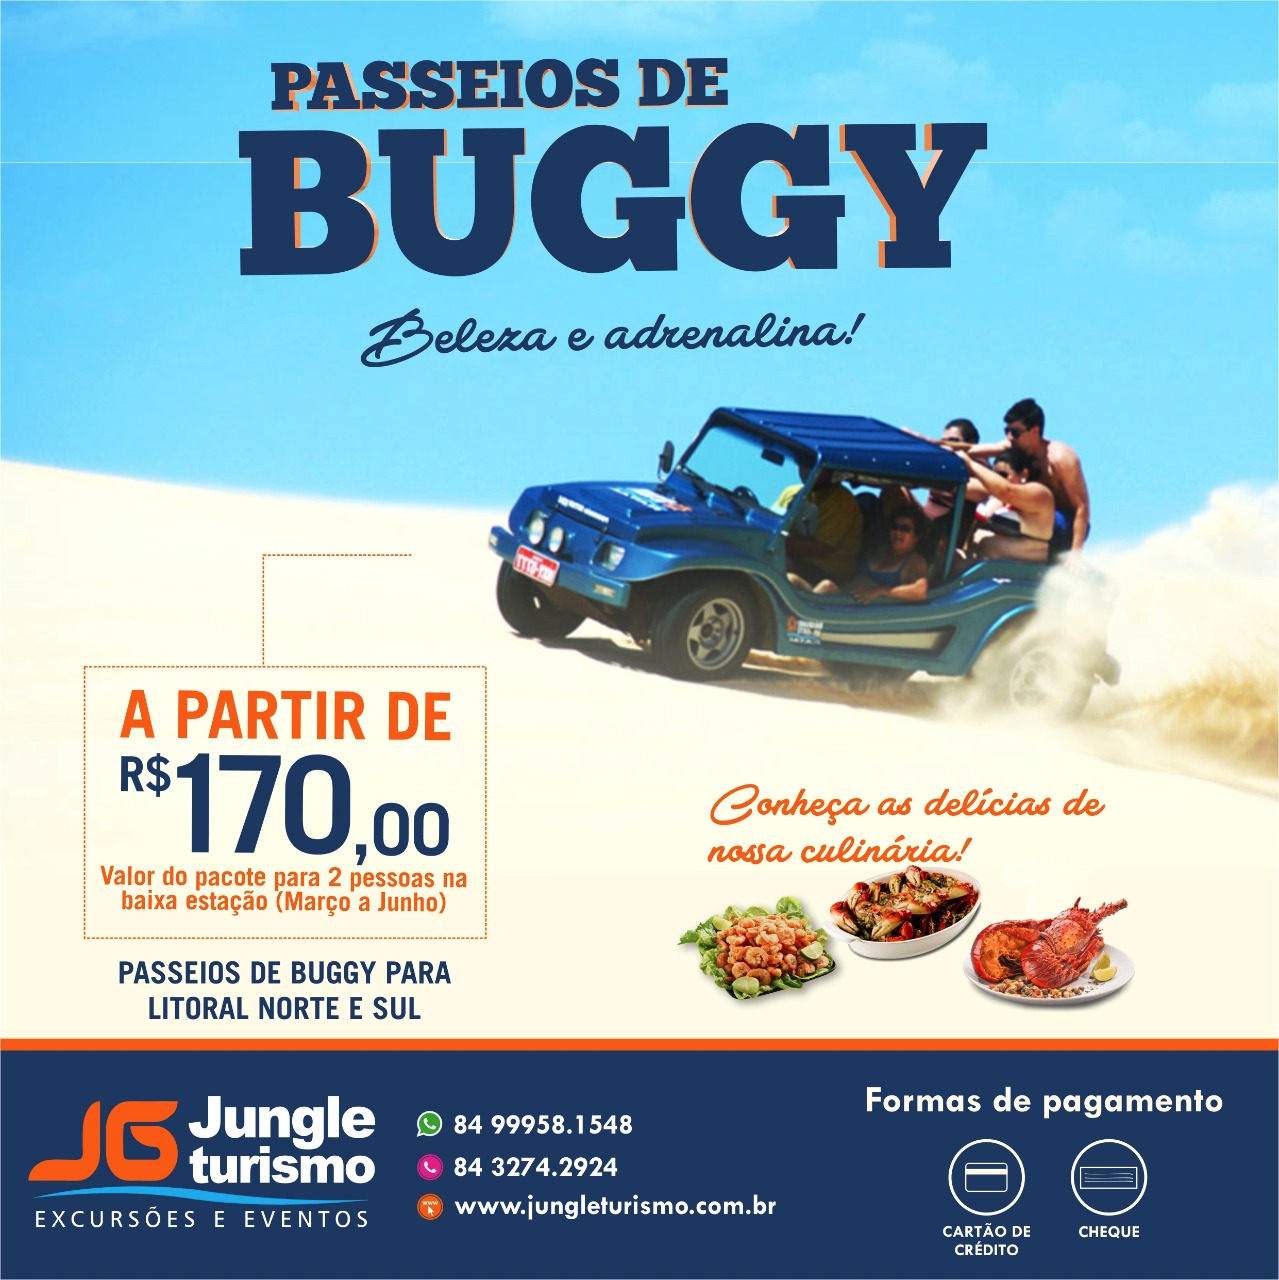 PASSEIOS DE
BUGGY
Beleza e adrenalina!
A PARTIR DE
R$170,00
Valor do pacote para 2 pessoas na
baixa estação (Março a Junho)
PASSEIOS DE BUGGY PARA
LITORAL NORTE E SUL
Conheça as delícias de
nossa culinária!
JG Jungle
turismo
EXCURSÕES E EVENTOS
84 99958.1548
84 3274.2924
www.jungleturismo.com.br
Formas de pagamento
CARTÃO DE
CRÉDITO
CHEQUE